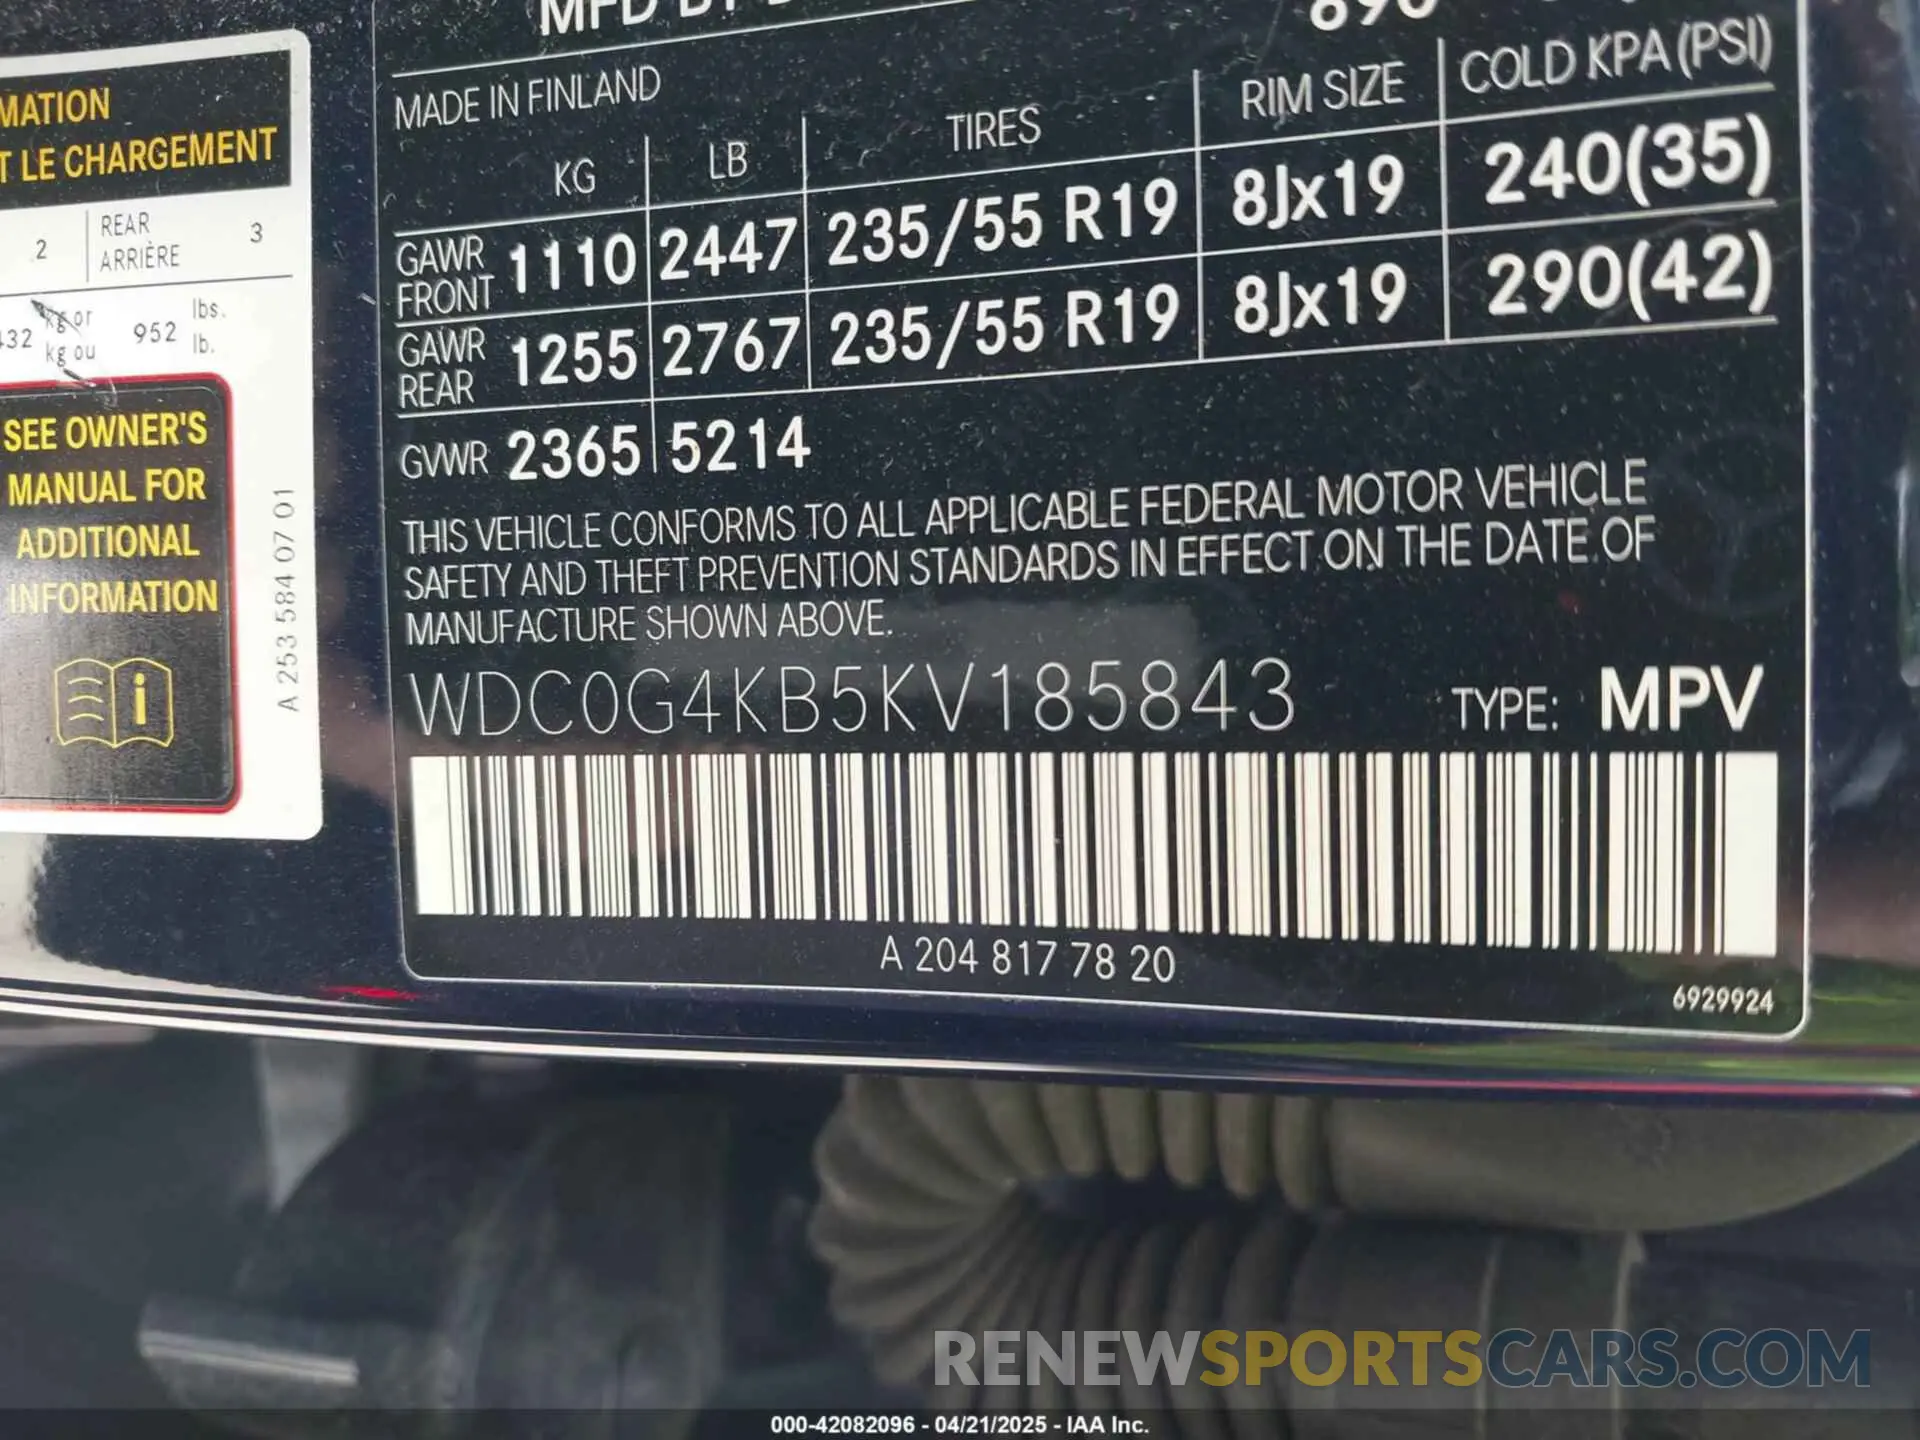 MATION
T LE CHARGEMENT
2 REAR ARRIÈRE 3
432 kg or kg ou 952 lbs. lb.
SEE OWNER'S
MANUAL FOR
ADDITIONAL
INFORMATION
A 253 584 07 01
MFD BY
MADE IN FINLAND
KG LB TIRES RIM SIZE COLD KPA (PSI)
GAWR FRONT 1110 2447 235/55 R19 8Jx19 240(35)
GAWR REAR 1255 2767 235/55 R19 8Jx19 290(42)
GVWR 2365 5214
THIS VEHICLE CONFORMS TO ALL APPLICABLE FEDERAL MOTOR VEHICLE
SAFETY AND THEFT PREVENTION STANDARDS IN EFFECT ON THE DATE OF
MANUFACTURE SHOWN ABOVE.
WDC0G4KB5KV185843 TYPE: MPV
A 204 817 78 20
6929924
RENEWSPORTSCARS.COM
000-42082096 - 04/21/2025 - IAA Inc.